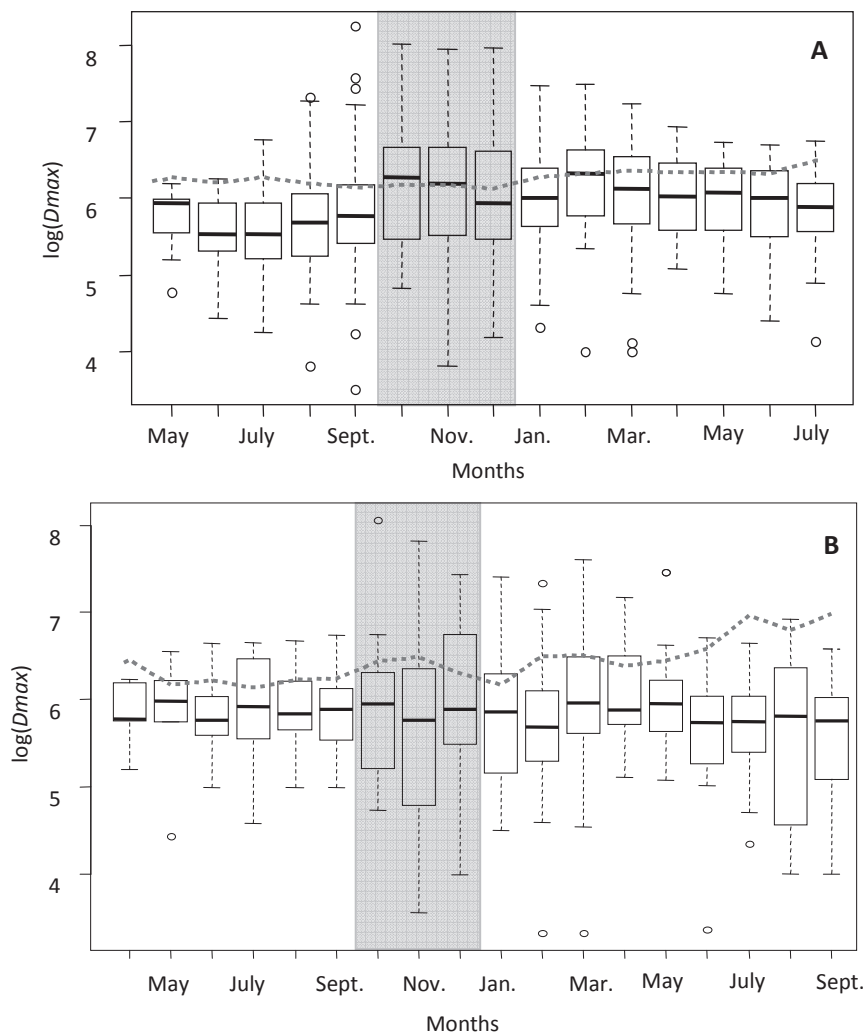 A
8
7
6
5
4
log(Dmax)
May July Sept. Nov. Jan. Mar. May July
Months
B
8
7
6
5
4
log(Dmax)
May July Sept. Nov. Jan. Mar. May July Sept.
Months